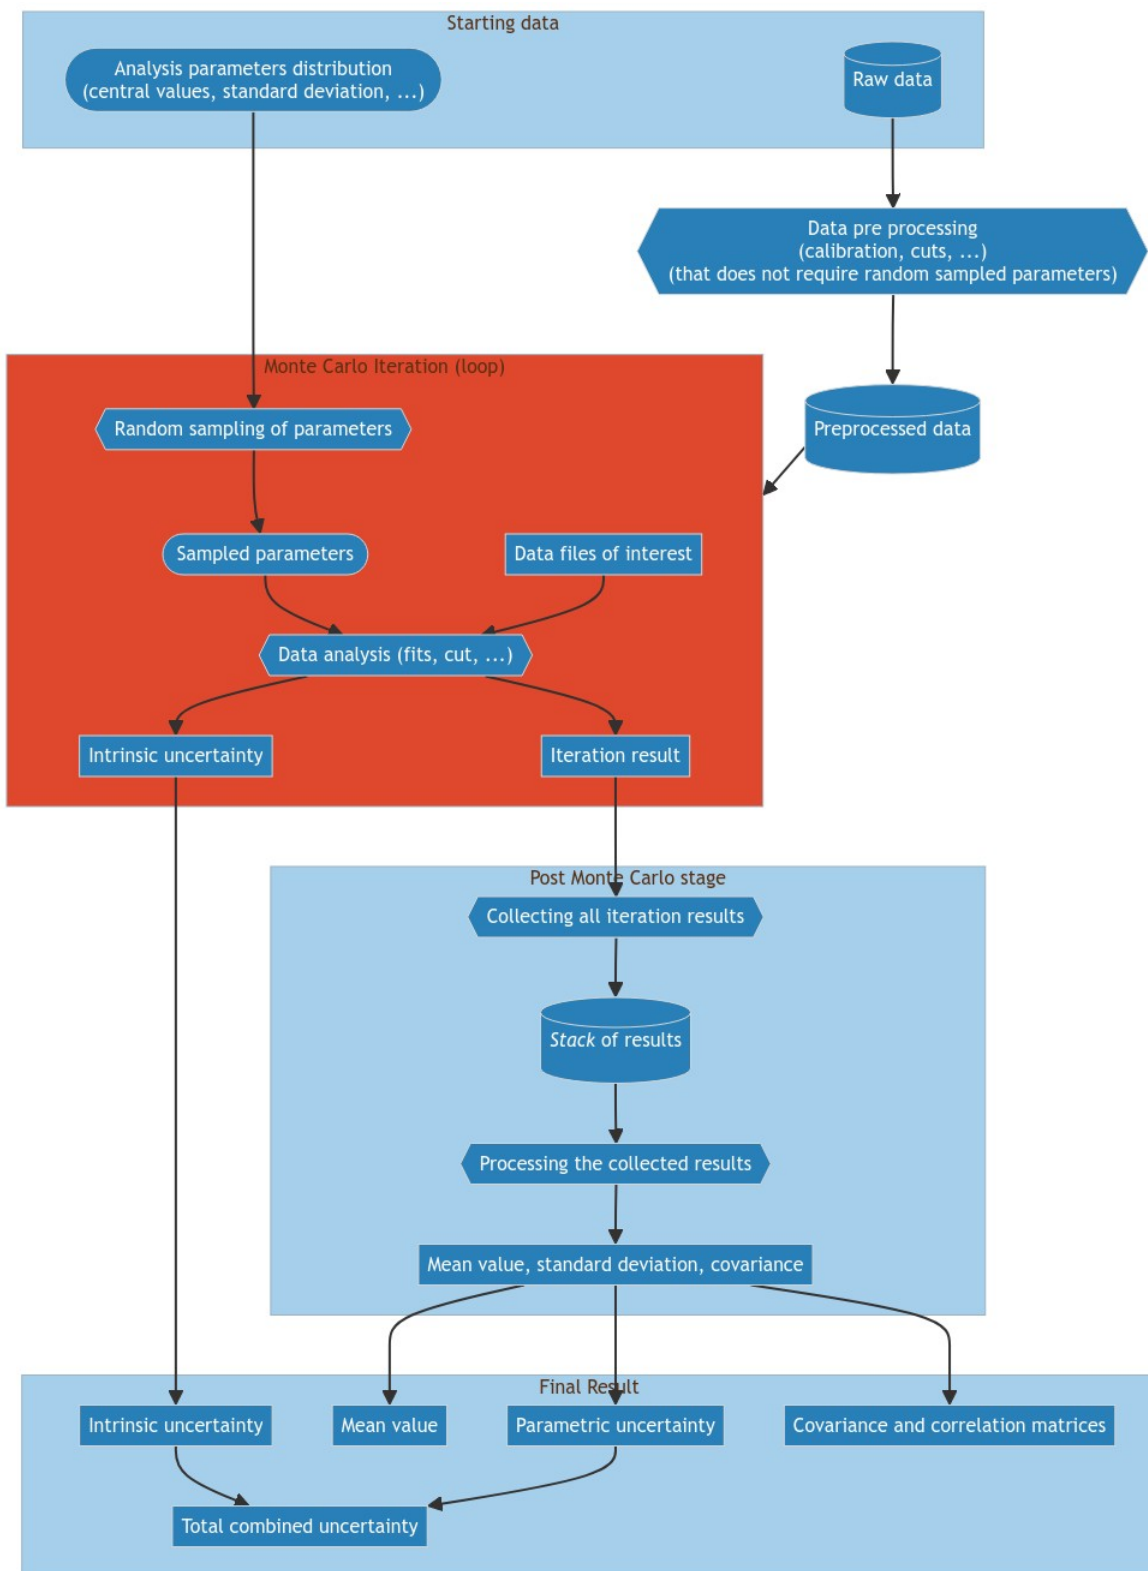 Starting data
Analysis parameters distribution
(central values, standard deviation, ...)
Raw data
Data pre processing
(calibration, cuts, ...)
(that does not require random sampled parameters)
Monte Carlo Iteration (loop)
Random sampling of parameters
Preprocessed data
Sampled parameters
Data files of interest
Data analysis (fits, cut, ...)
Intrinsic uncertainty
Iteration result
Post Monte Carlo stage
Collecting all iteration results
Stack of results
Processing the collected results
Mean value, standard deviation, covariance
Final Result
Intrinsic uncertainty
Mean value
Parametric uncertainty
Covariance and correlation matrices
Total combined uncertainty